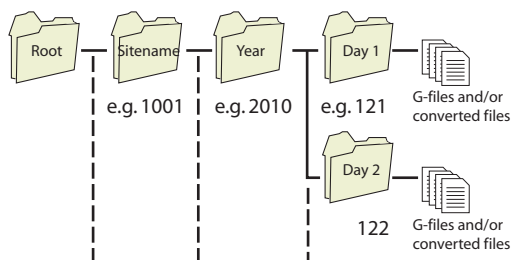 Root
Sitename
Year
Day 1
e.g. 1001
e.g. 2010
e.g. 121
G-files and/or
converted files
Day 2
122
G-files and/or
converted files